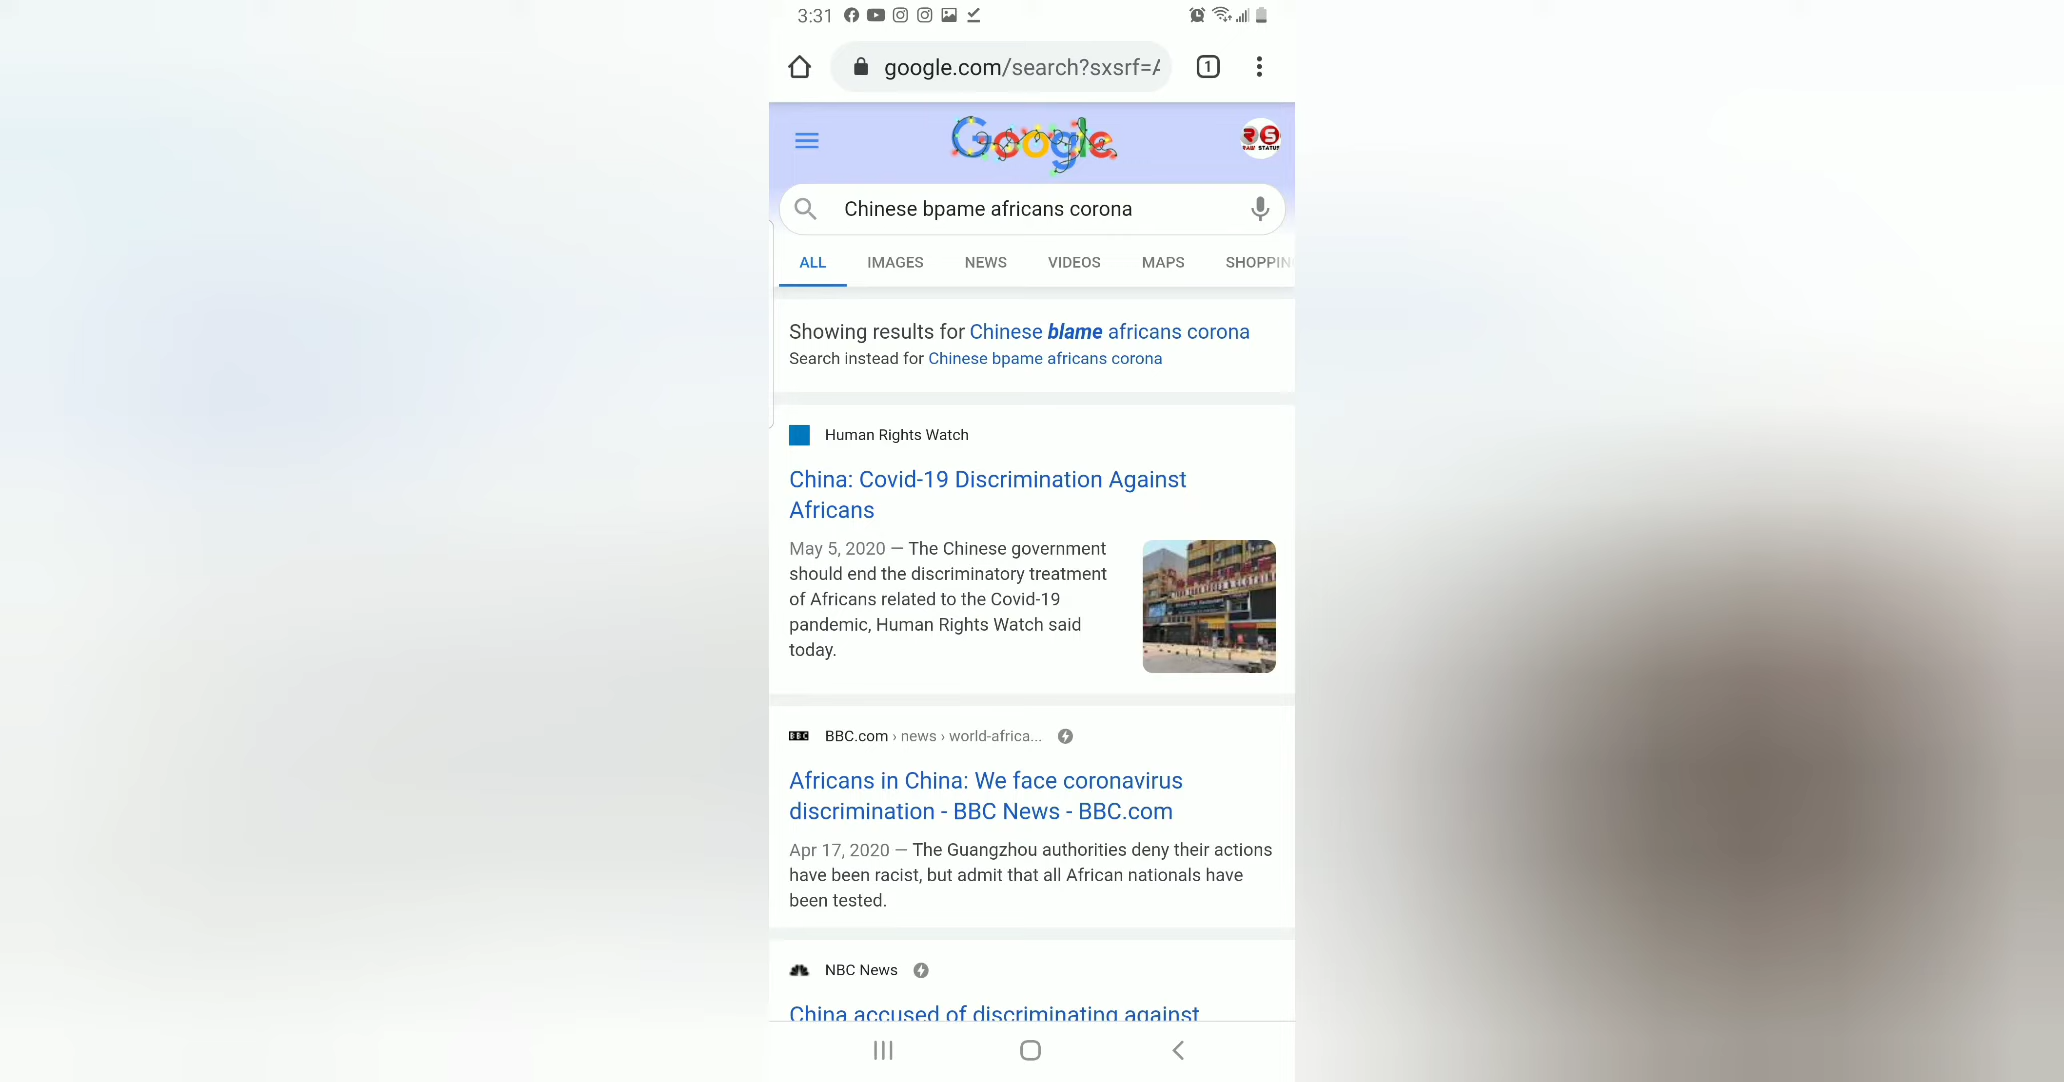 3:31
google.com/search?sxsrf=A
1
Google
RS
RAW STATUS
Chinese bpame africans corona
ALL IMAGES NEWS VIDEOS MAPS SHOPPIN
Showing results for Chinese blame africans corona
Search instead for Chinese bpame africans corona
Human Rights Watch
China: Covid-19 Discrimination Against
Africans
May 5, 2020 — The Chinese government
should end the discriminatory treatment
of Africans related to the Covid-19
pandemic, Human Rights Watch said
today.
BBC BBC.com › news › world-africa...
Africans in China: We face coronavirus
discrimination - BBC News - BBC.com
Apr 17, 2020 — The Guangzhou authorities deny their actions
have been racist, but admit that all African nationals have
been tested.
NBC News
China accused of discriminating against